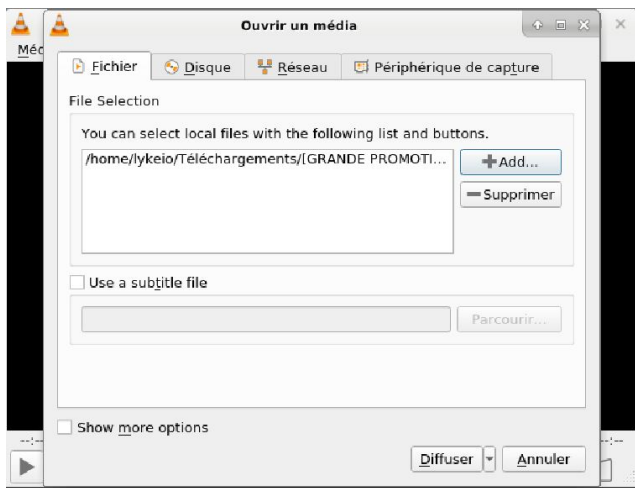 Ouvrir un média
Méd
Fichier
Disque
Réseau
Périphérique de capture
File Selection
You can select local files with the following list and buttons.
/home/lykeio/Téléchargements/[GRANDE PROMOTI...
Add...
Supprimer
Use a subtitle file
Parcourir...
Show more options
--:--
--:--
Diffuser
Annuler